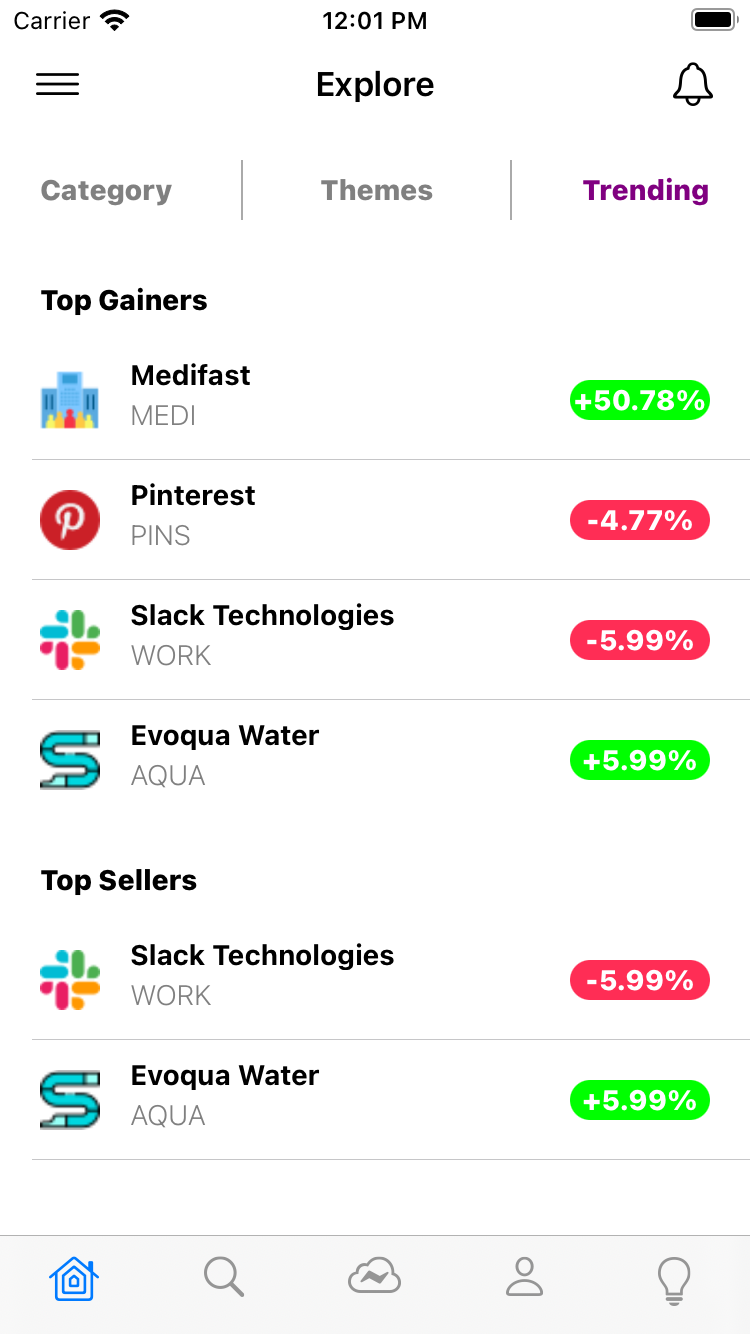 Carrier 12:01 PM
Explore
Category Themes Trending
Top Gainers
Medifast
MEDI
+50.78%
Pinterest
PINS
-4.77%
Slack Technologies
WORK
-5.99%
Evoqua Water
AQUA
+5.99%
Top Sellers
Slack Technologies
WORK
-5.99%
Evoqua Water
AQUA
+5.99%